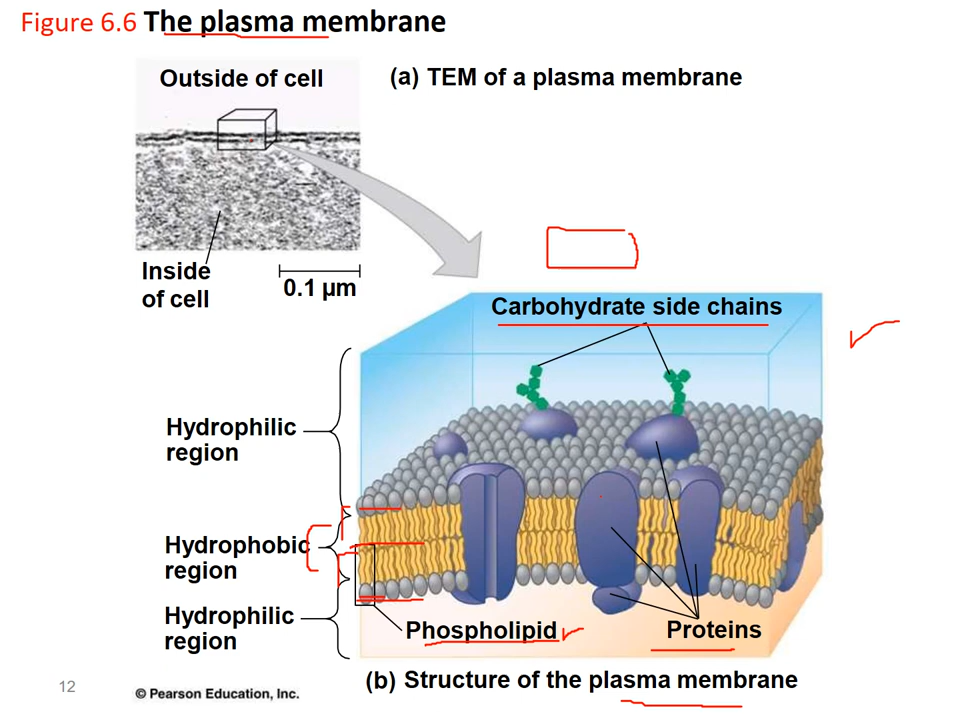 Figure 6.6 The plasma membrane
Outside of cell
(a) TEM of a plasma membrane
Inside
of cell
0.1 µm
Carbohydrate side chains
Hydrophilic
region
Hydrophobic
region
Hydrophilic
region
Phospholipid
Proteins
(b) Structure of the plasma membrane
12
© Pearson Education, Inc.